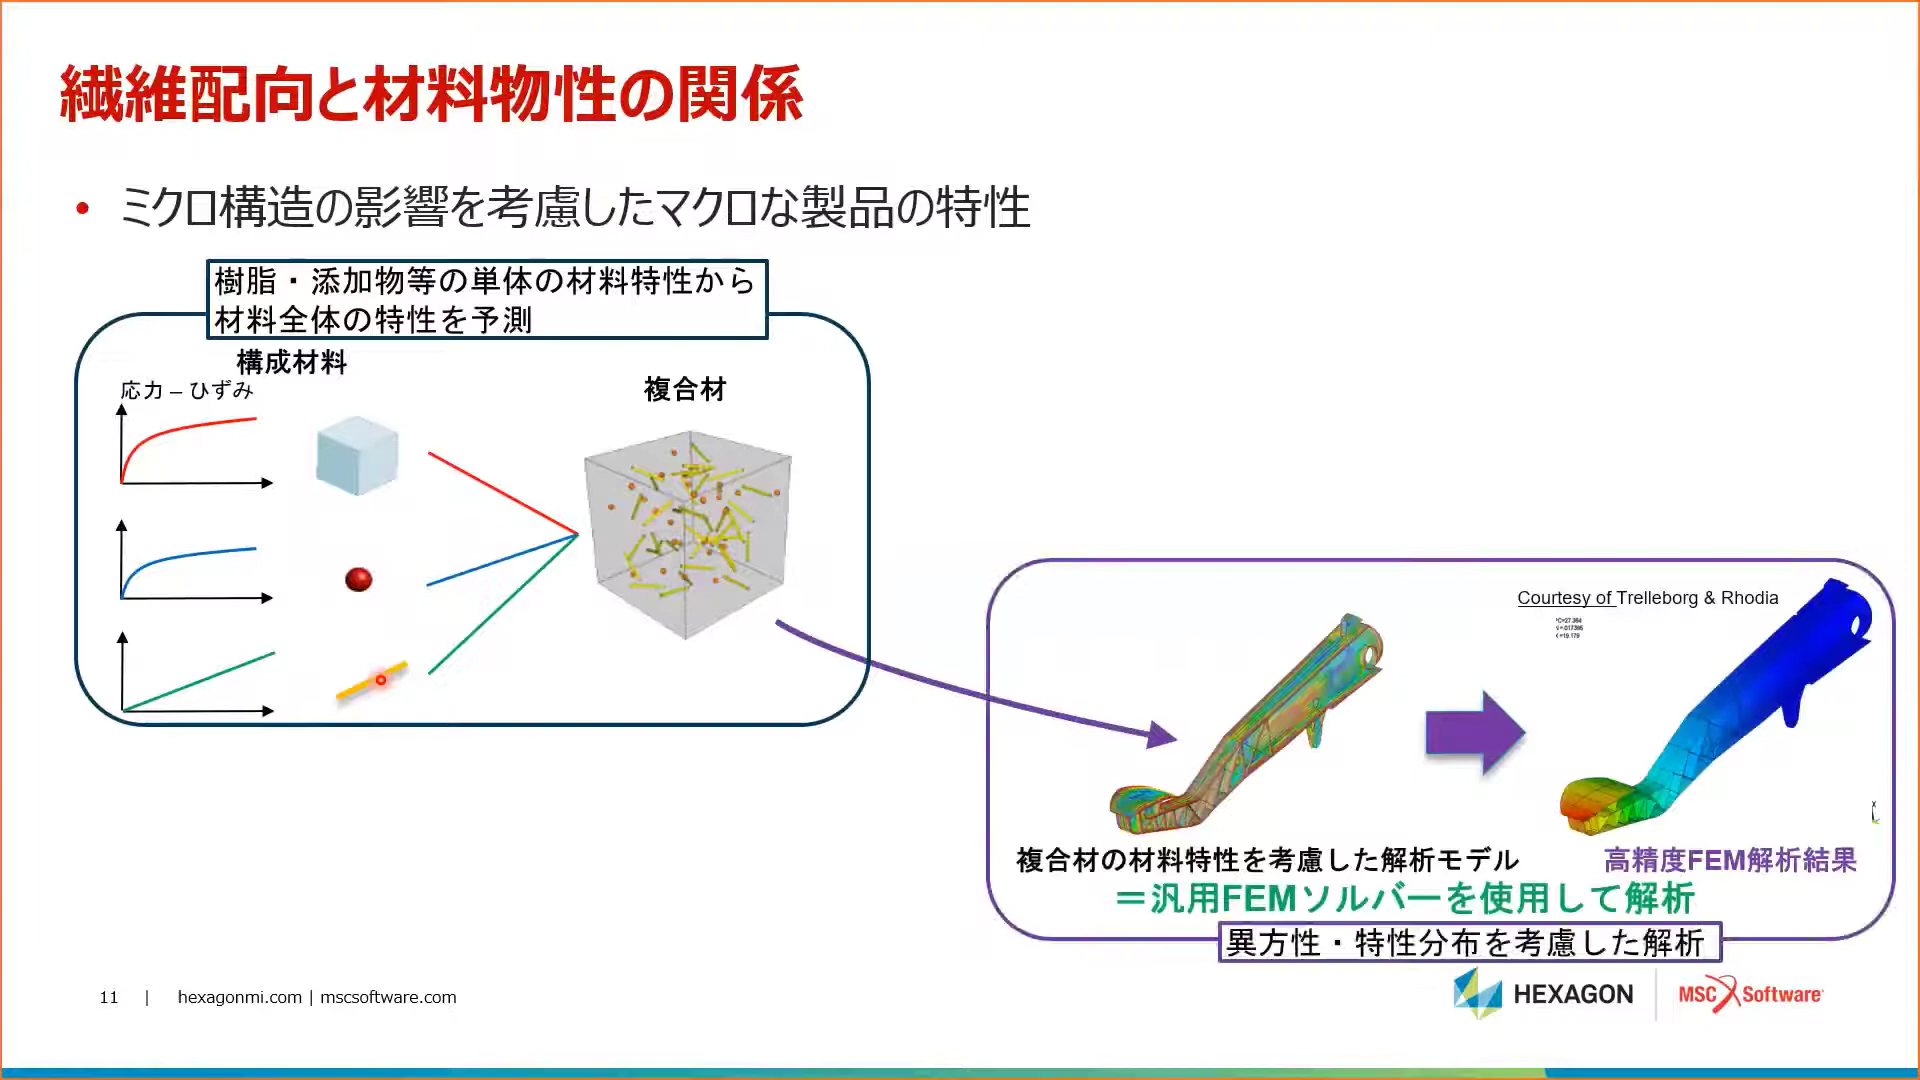 繊維配向と材料物性の関係
• ミクロ構造の影響を考慮したマクロな製品の特性
樹脂・添加物等の単体の材料特性から
材料全体の特性を予測
構成材料
応力 – ひずみ
複合材
Courtesy of Trelleborg & Rhodia
複合材の材料特性を考慮した解析モデル
高精度FEM解析結果
＝汎用FEMソルバーを使用して解析
異方性・特性分布を考慮した解析
11 | hexagonmi.com | mscsoftware.com
HEXAGON
MSC Software